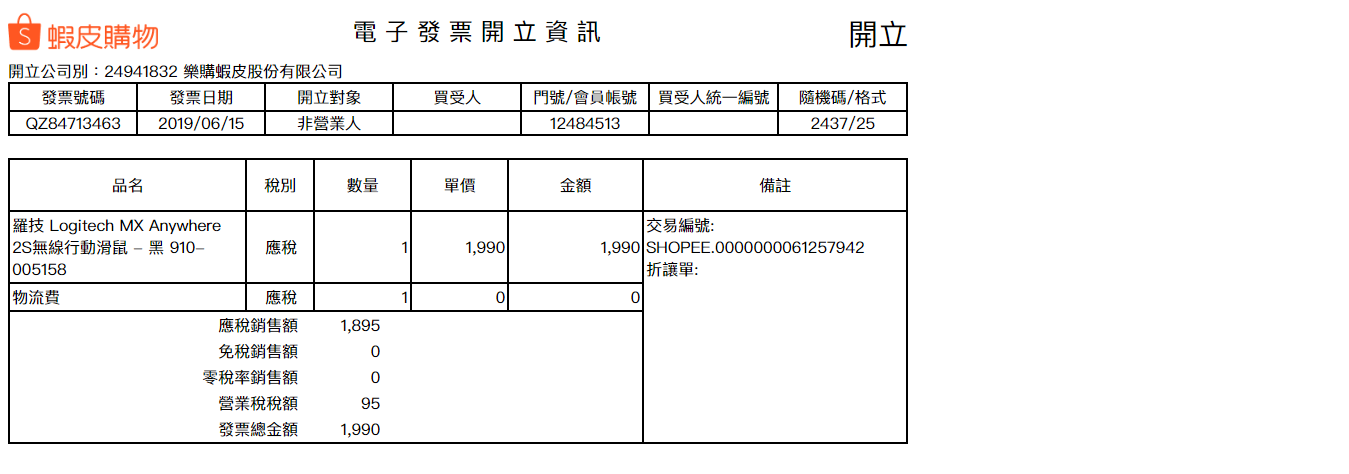 蝦皮購物
電子發票開立資訊
開立
開立公司別：24941832 樂購蝦皮股份有限公司
發票號碼 發票日期 開立對象 買受人 門號/會員帳號 買受人統一編號 隨機碼/格式
QZ84713463 2019/06/15 非營業人 12484513 2437/25
品名 稅別 數量 單價 金額 備註
羅技 Logitech MX Anywhere
2S無線行動滑鼠 – 黑 910–
005158
應稅 1 1,990 1,990
交易編號:
SHOPEE.0000000061257942
折讓單:
物流費 應稅 1 0 0
應稅銷售額 1,895
免稅銷售額 0
零稅率銷售額 0
營業稅稅額 95
發票總金額 1,990